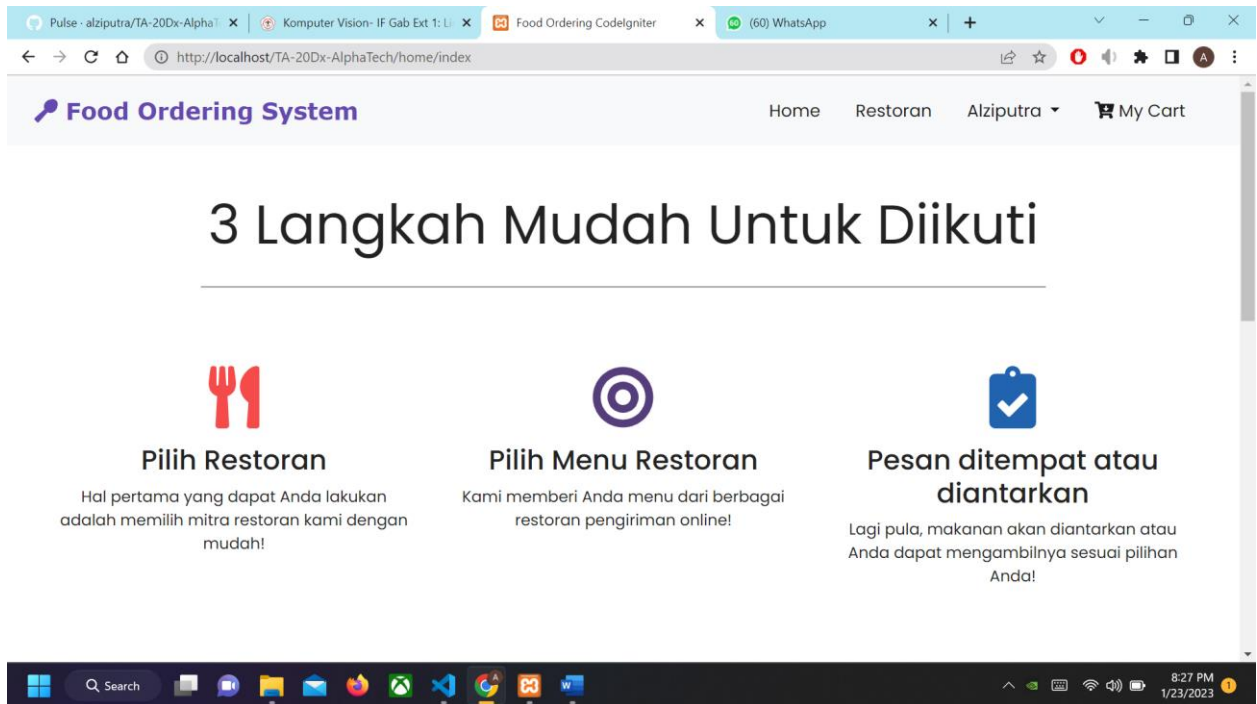 Pulse · alziputra/TA-20Dx-AlphaT
Komputer Vision- IF Gab Ext 1: Li
Food Ordering CodeIgniter
(60) WhatsApp
http://localhost/TA-20Dx-AlphaTech/home/index
A
Food Ordering System
Home
Restoran
Alziputra
My Cart
3 Langkah Mudah Untuk Diikuti
Pilih Restoran
Hal pertama yang dapat Anda lakukan
adalah memilih mitra restoran kami dengan
mudah!
Pilih Menu Restoran
Kami memberi Anda menu dari berbagai
restoran pengiriman online!
Pesan ditempat atau
diantarkan
Lagi pula, makanan akan diantarkan atau
Anda dapat mengambilnya sesuai pilihan
Anda!
Search
8:27 PM
1/23/2023
1